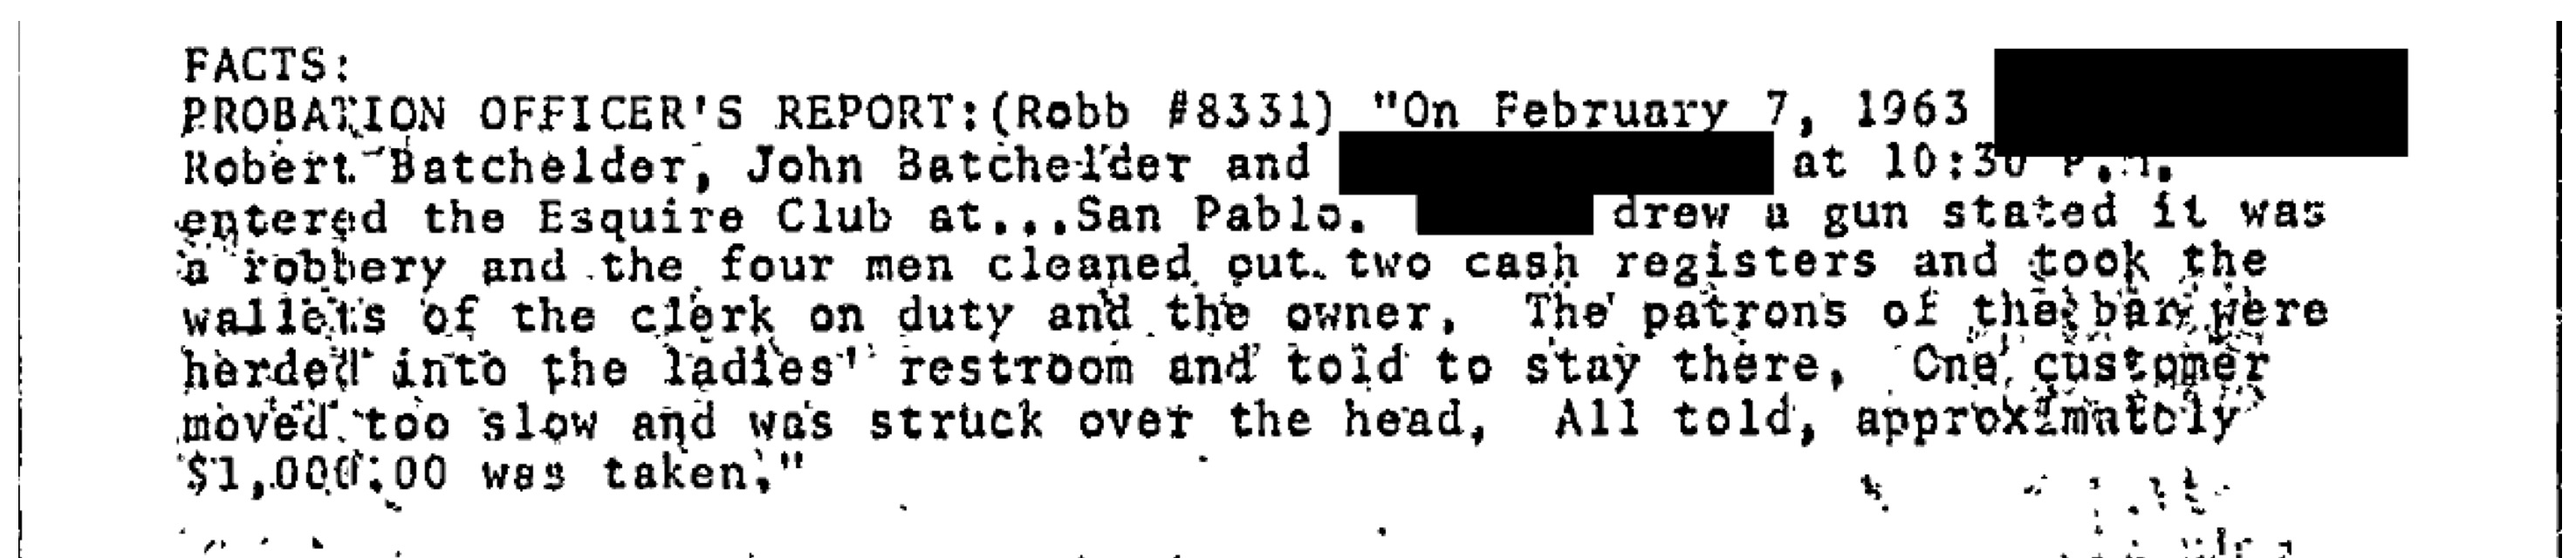 FACTS:
PROBATION OFFICER'S REPORT:(Robb #8331) "On February 7, 1963
Robert Batchelder, John Batchelder and at 10:30 P.M.
entered the Esquire Club at...San Pablo. drew a gun stated it was
a robbery and the four men cleaned out two cash registers and took the
wallets of the clerk on duty and the owner. The patrons of the bar were
herded into the ladies' restroom and told to stay there. One customer
moved too slow and was struck over the head. All told, approximately
$1,000.00 was taken."